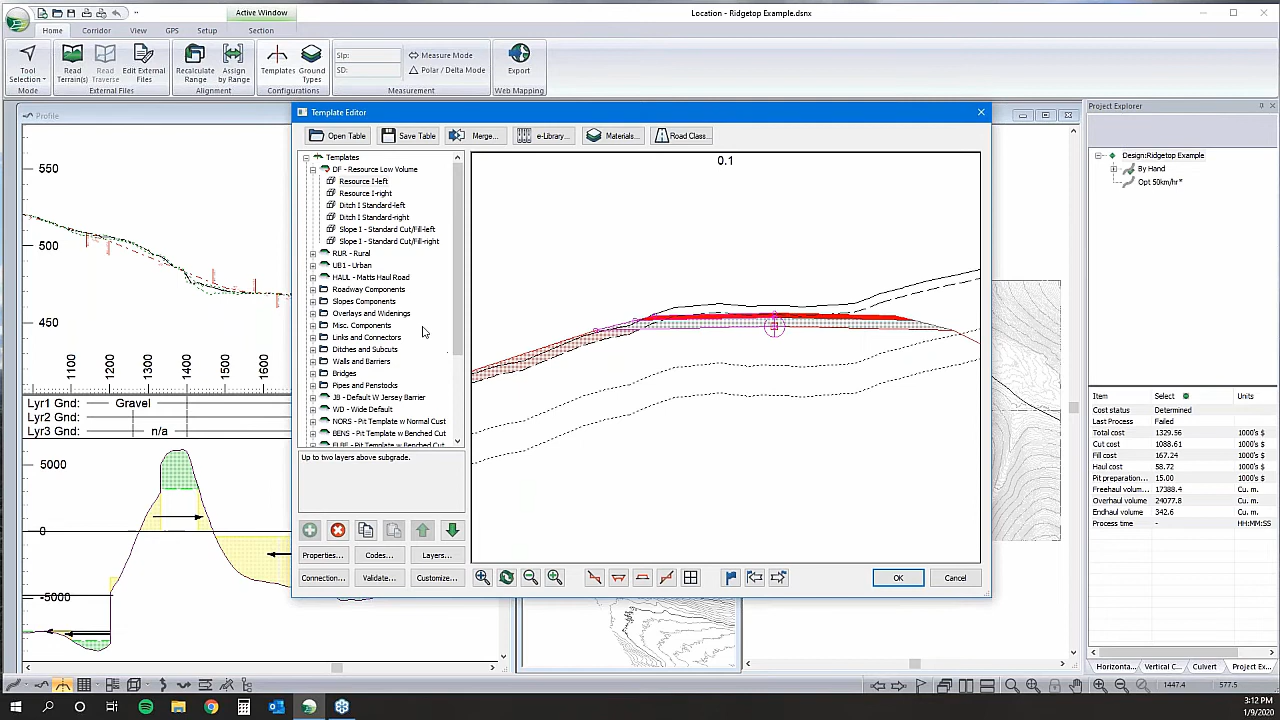 Active Window
Location - Ridgetop Example.dsnx
Home Corridor View GPS Setup Section
Tool Selection
Mode
Read Terrain(s)
Read Traverse
Edit External Files
External Files
Recalculate Range
Assign by Range
Alignment
Templates
Ground Types
Configurations
Slp:
SD:
Measure Mode
Polar / Delta Mode
Measurement
Export
Web Mapping
Profile
550
500
450
1100 1200 1300 1400 1500 1600
Lyr1 Gnd: Gravel
Lyr2 Gnd:
Lyr3 Gnd: n/a
5000
0
-5000
Template Editor
Open Table Save Table Merge... e-Library... Materials... Road Class...
Templates
DF - Resource Low Volume
Resource I-left
Resource I-right
Ditch I Standard-left
Ditch I Standard-right
Slope 1 - Standard Cut/Fill-left
Slope 1 - Standard Cut/Fill-right
RUR - Rural
UB1 - Urban
HAUL - Matts Haul Road
Roadway Components
Slopes Components
Overlays and Widenings
Misc. Components
Links and Connectors
Ditches and Subcuts
Walls and Barriers
Bridges
Pipes and Penstocks
JB - Default W Jersey Barrier
WD - Wide Default
NORS - Pit Template w Normal Cust
BENS - Pit Template w Benched Cut
Up to two layers above subgrade.
Properties... Codes... Layers...
Connection... Validate... Customize...
0.1
OK Cancel
Project Explorer
Design:Ridgetop Example
By Hand
Opt 50km/hr*
Item Select Units
Cost status Determined
Last Process Failed
Total cost 1329.56 1000's $
Cut cost 1088.61 1000's $
Fill cost 167.24 1000's $
Haul cost 58.72 1000's $
Pit preparation... 15.00 1000's $
Freehaul volum... 17388.4 Cu. m.
Overhaul volume 24077.8 Cu. m.
Endhaul volume 342.6 Cu. m.
Process time - HH:MM:SS
Horizonta... Vertical C... Culvert Project Ex...
1447.4 577.5
3:12 PM
1/9/2020